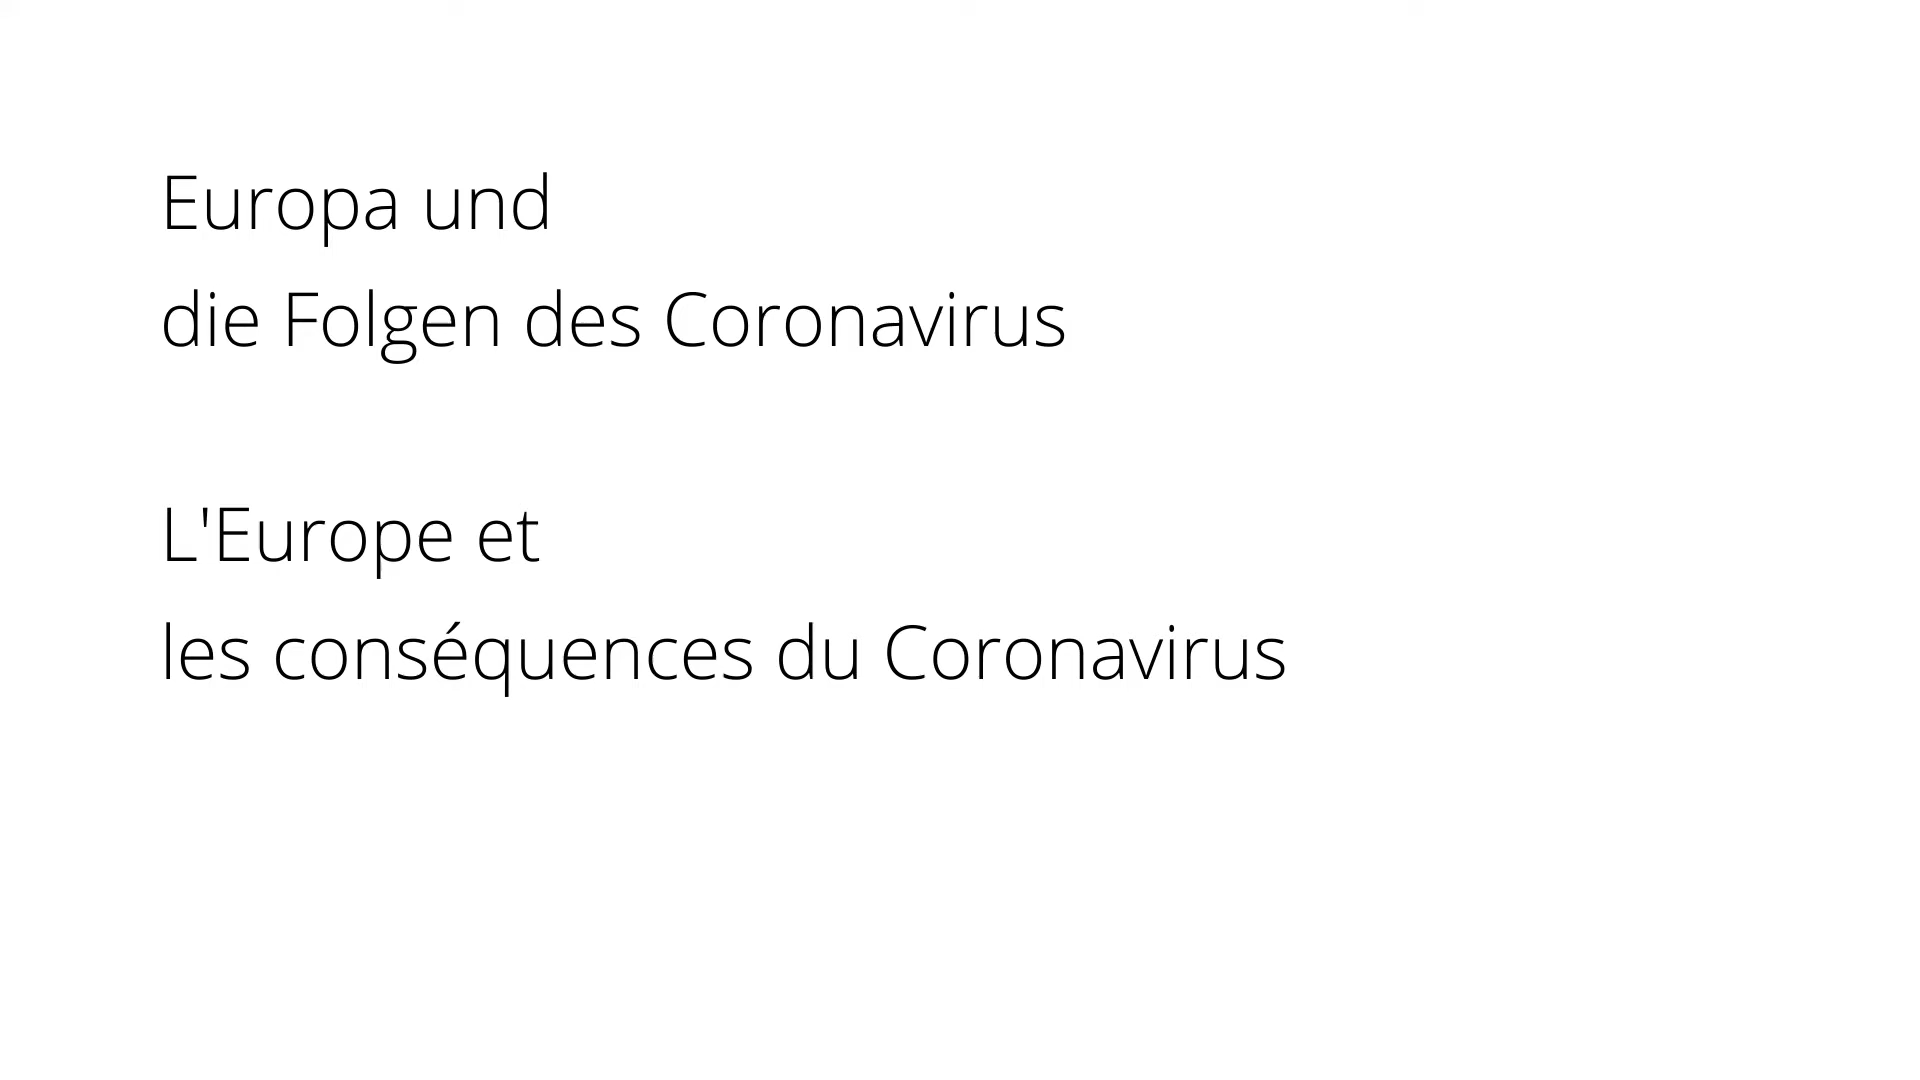 Europa und
die Folgen des Coronavirus
L'Europe et
les conséquences du Coronavirus